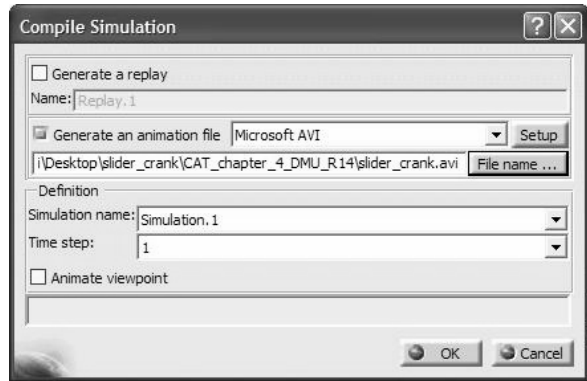 Compile Simulation
Generate a replay
Name: Replay.1
Generate an animation file Microsoft AVI Setup
i\Desktop\slider_crank\CAT_chapter_4_DMU_R14\slider_crank.avi File name ...
Definition
Simulation name: Simulation.1
Time step: 1
Animate viewpoint
OK Cancel